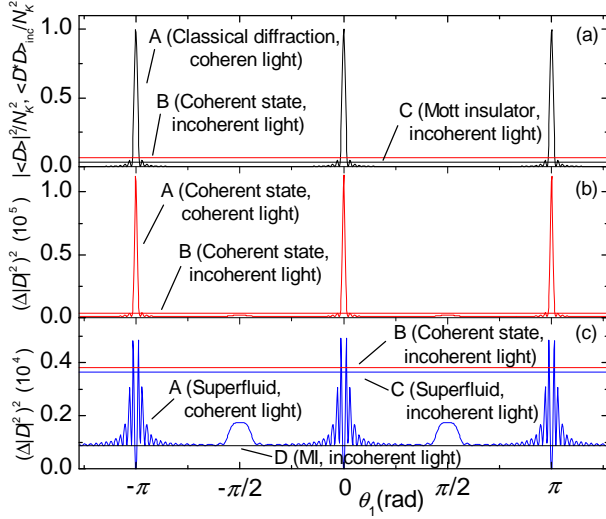 |<D>|²/N_K², <D*D>_inc/N_K²
1.0
0.5
0.0
A (Classical diffraction,
coheren light)
B (Coherent state,
incoherent light)
C (Mott insulator,
incoherent light)
(a)
(Δ|D|²)² (10⁵)
1.0
0.5
0.0
A (Coherent state,
coherent light)
B (Coherent state,
incoherent light)
(b)
(Δ|D|²)² (10⁴)
0.4
0.2
0.0
A (Superfluid,
coherent light)
B (Coherent state,
incoherent light)
C (Superfluid,
incoherent light)
D (MI, incoherent light)
(c)
-π -π/2 0 π/2 π
θ₁(rad)